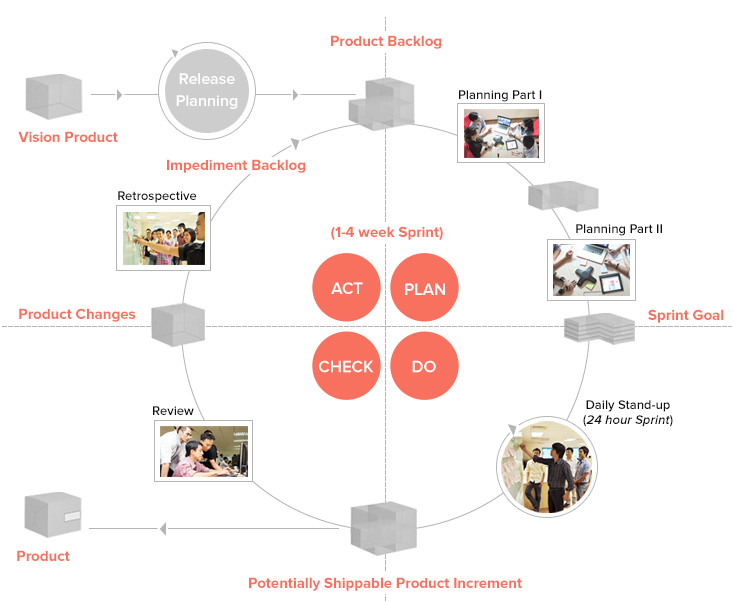 Product Backlog
Release
Planning
Planning Part I
Vision Product
Impediment Backlog
Retrospective
(1-4 week Sprint)
Planning Part II
ACT
PLAN
Product Changes
Sprint Goal
CHECK
DO
Review
Daily Stand-up
(24 hour Sprint)
Product
Potentially Shippable Product Increment